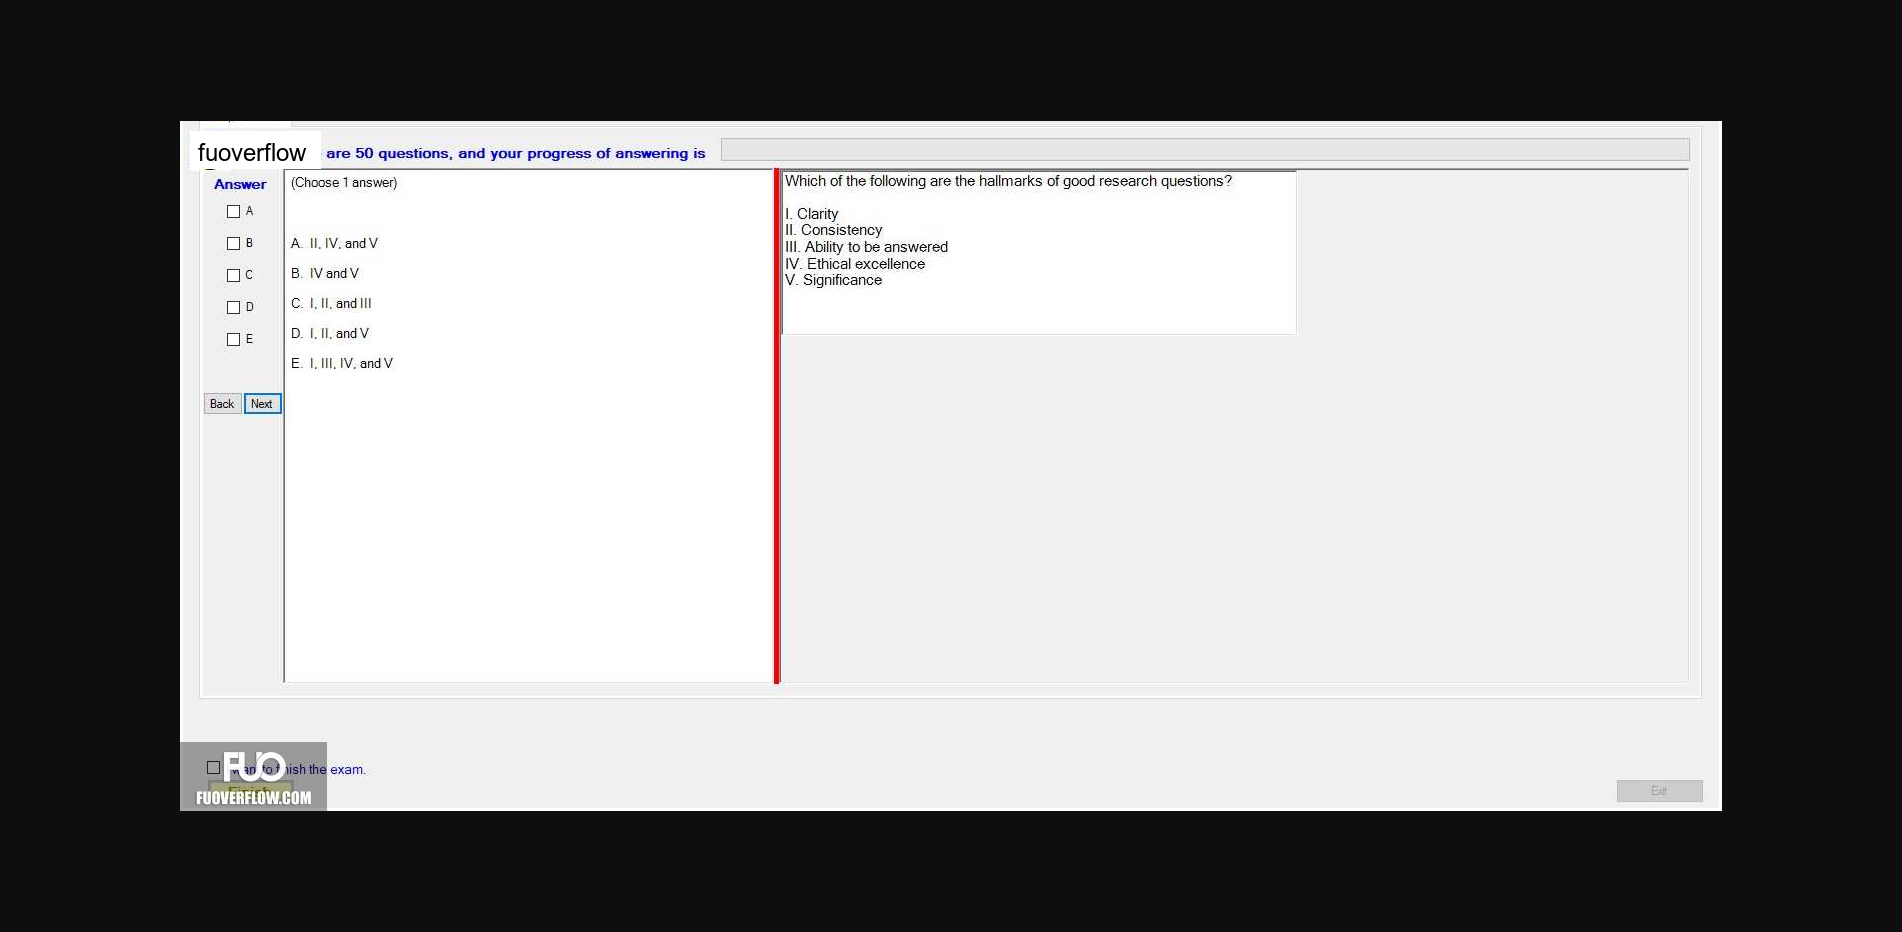 fuoverflow are 50 questions, and your progress of answering is
Answer
A
B
C
D
E
Back Next
(Choose 1 answer)
A. II, IV, and V
B. IV and V
C. I, II, and III
D. I, II, and V
E. I, III, IV, and V
Which of the following are the hallmarks of good research questions?
I. Clarity
II. Consistency
III. Ability to be answered
IV. Ethical excellence
V. Significance
FUO
to finish the exam.
Finish
FUOVERFLOW.COM
Exit